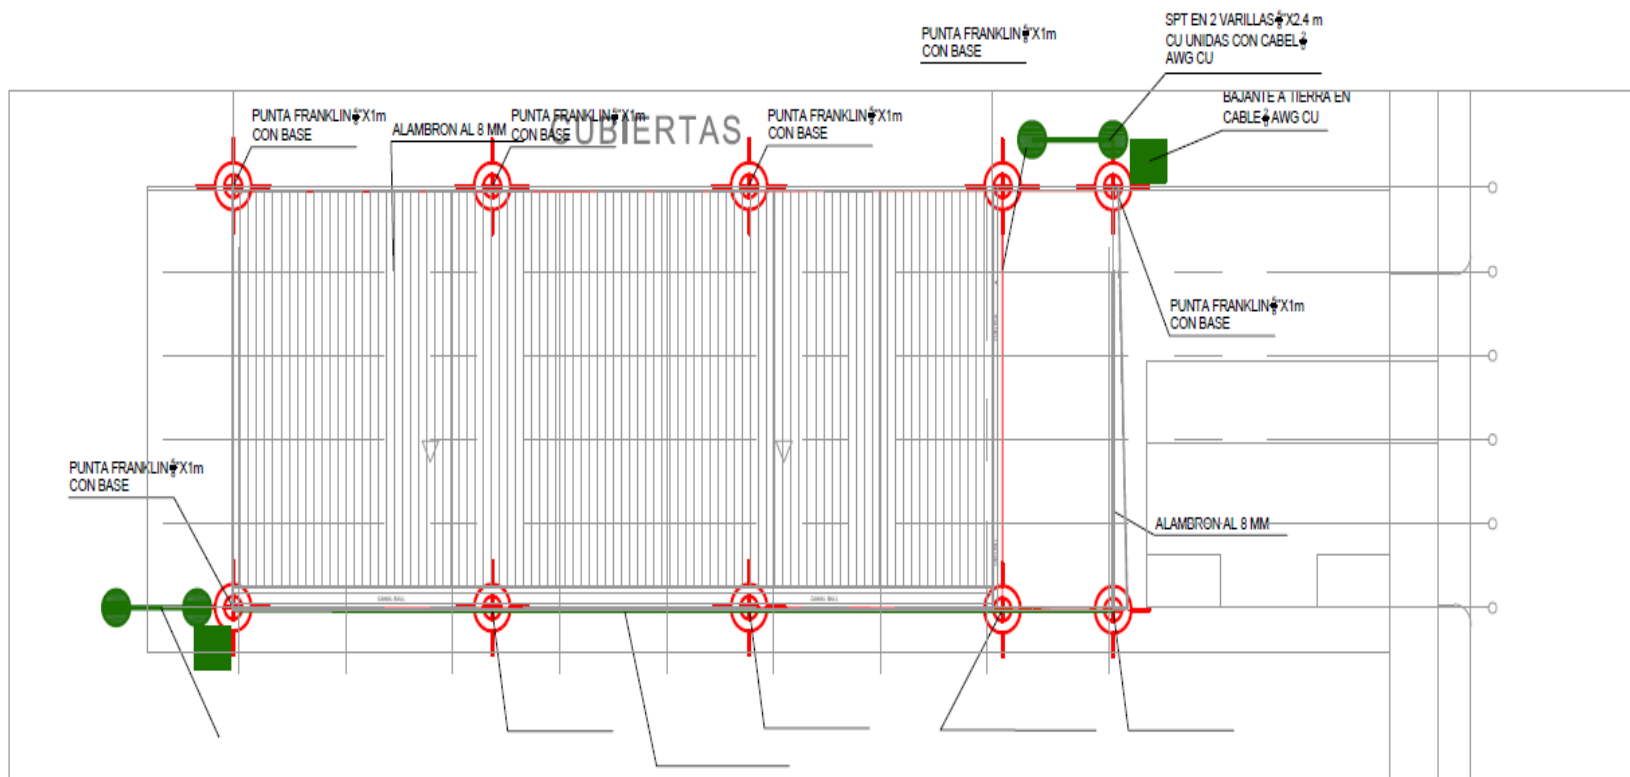 SPT EN 2 VARILLAS X2.4 m
CU UNIDAS CON CABEL
AWG CU
PUNTA FRANKLIN X1m
CON BASE
BAJANTE A TIERRA EN
CABLE AWG CU
PUNTA FRANKLIN X1m
CON BASE
ALAMBRON AL 8 MM
PUNTA FRANKLIN X1m
CON BASE
CUBIERTAS
PUNTA FRANKLIN X1m
CON BASE
PUNTA FRANKLIN X1m
CON BASE
PUNTA FRANKLIN X1m
CON BASE
ALAMBRON AL 8 MM